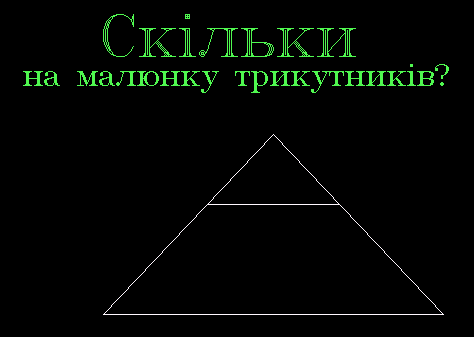 Скільки
на малюнку трикутників?